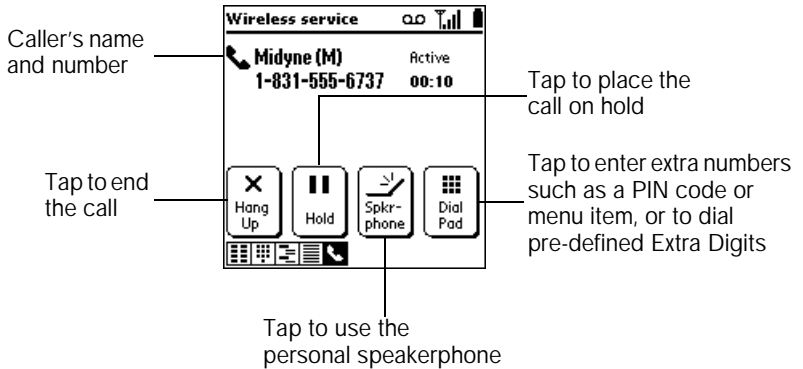 Wireless service
Caller's name
and number
Midyne (M)
Active
1-831-555-6737
00:10
Tap to place the
call on hold
Tap to end
the call
Hang
Up
Hold
Spkr-
phone
Dial
Pad
Tap to enter extra numbers
such as a PIN code or
menu item, or to dial
pre-defined Extra Digits
Tap to use the
personal speakerphone